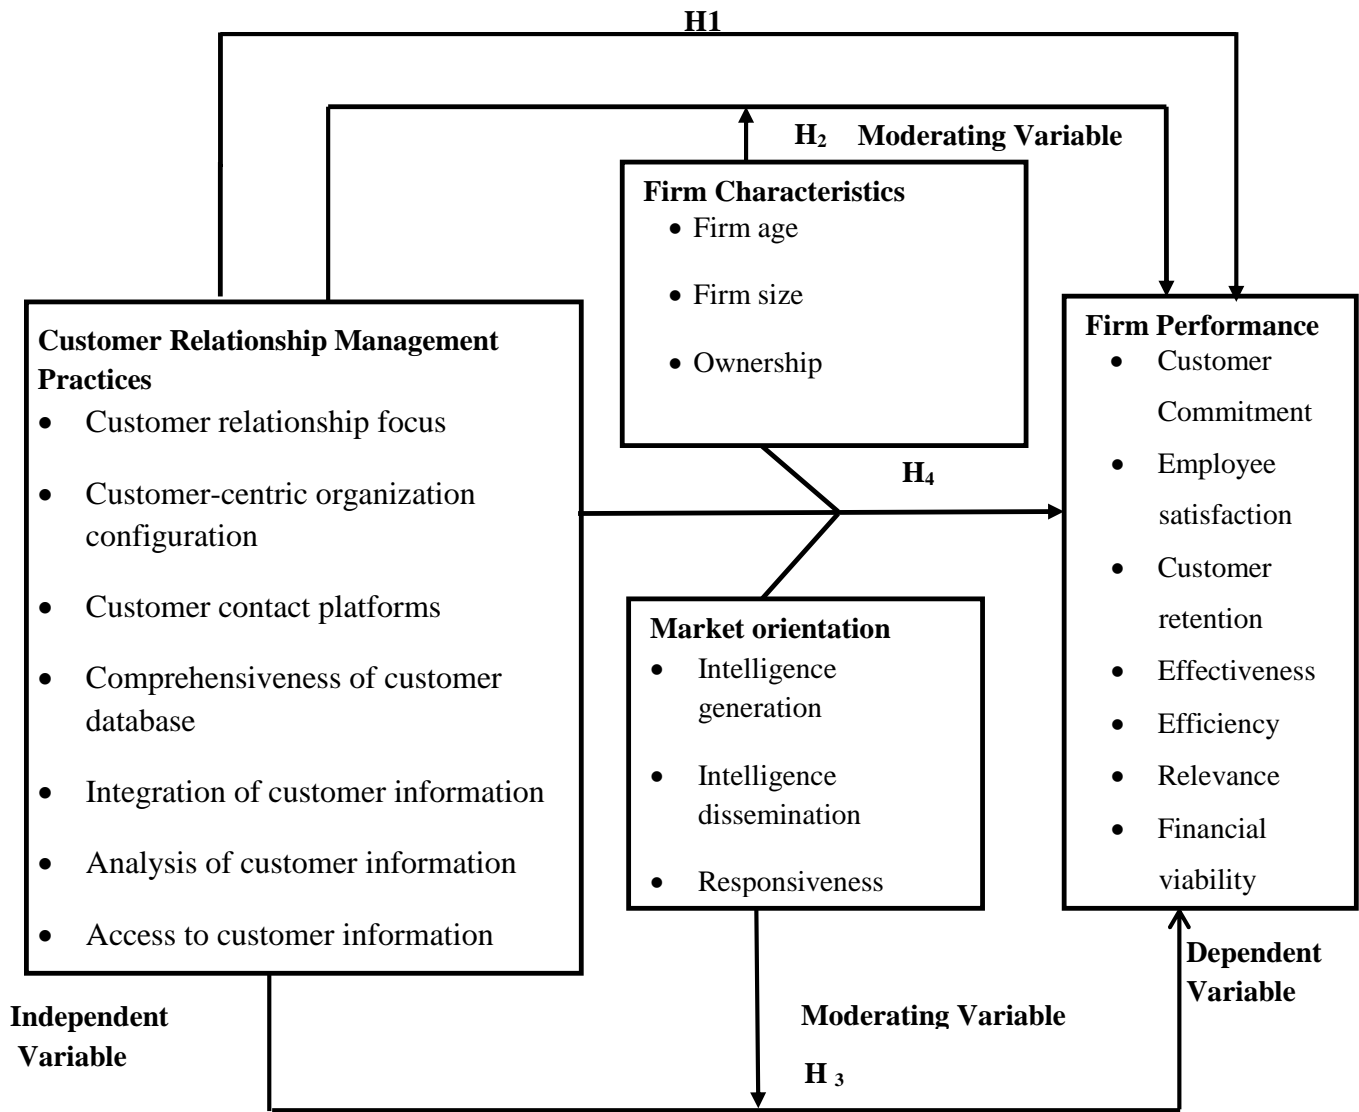 H1
H2 Moderating Variable
Firm Characteristics
• Firm age
• Firm size
• Ownership
Customer Relationship Management
Practices
• Customer relationship focus
• Customer-centric organization
configuration
• Customer contact platforms
• Comprehensiveness of customer
database
• Integration of customer information
• Analysis of customer information
• Access to customer information
H4
Market orientation
• Intelligence
generation
• Intelligence
dissemination
• Responsiveness
Firm Performance
• Customer
Commitment
• Employee
satisfaction
• Customer
retention
• Effectiveness
• Efficiency
• Relevance
• Financial
viability
Independent
Variable
Moderating Variable
H 3
Dependent
Variable